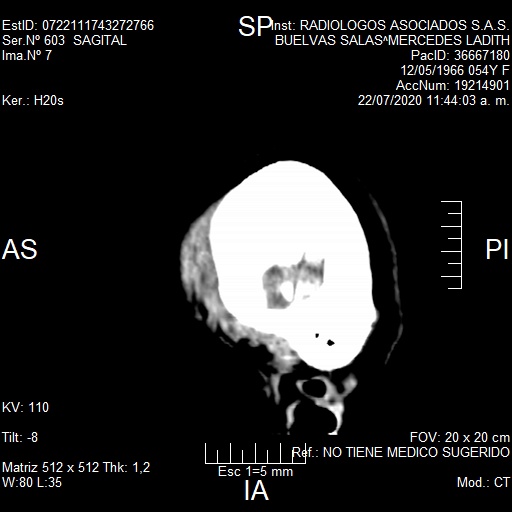 EstID: 0722111743272766
Ser.Nº 603 SAGITAL
Ima.Nº 7
Ker.: H20s
SP
Inst: RADIOLOGOS ASOCIADOS S.A.S.
BUELVAS SALAS^MERCEDES LADITH
PacID: 36667180
12/05/1966 054Y F
AccNum: 19214901
22/07/2020 11:44:03 a. m.
AS
PI
KV: 110
Tilt: -8
Matriz 512 x 512 Thk: 1,2
W:80 L:35
Esc 1=5 mm
IA
FOV: 20 x 20 cm
Ref.: NO TIENE MEDICO SUGERIDO
Mod.: CT